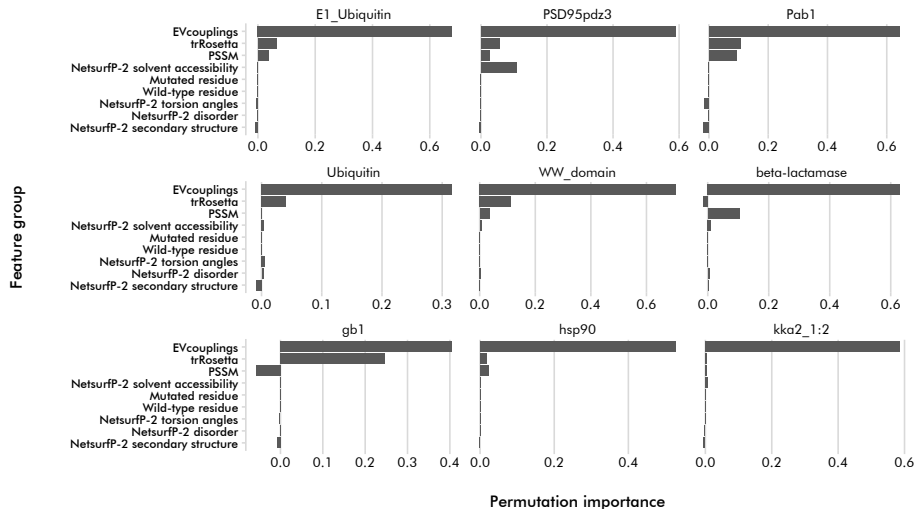 E1_Ubiquitin PSD95pdz3 Pab1
EVcouplings
trRosetta
PSSM
NetsurfP-2 solvent accessibility
Mutated residue
Wild-type residue
NetsurfP-2 torsion angles
NetsurfP-2 disorder
NetsurfP-2 secondary structure
0.0 0.2 0.4 0.6 0.0 0.2 0.4 0.6 0.0 0.2 0.4 0.6
Ubiquitin WW_domain beta-lactamase
EVcouplings
trRosetta
PSSM
NetsurfP-2 solvent accessibility
Mutated residue
Wild-type residue
NetsurfP-2 torsion angles
NetsurfP-2 disorder
NetsurfP-2 secondary structure
0.0 0.1 0.2 0.3 0.0 0.2 0.4 0.6 0.0 0.2 0.4 0.6
Feature group
gb1 hsp90 kka2_1:2
EVcouplings
trRosetta
PSSM
NetsurfP-2 solvent accessibility
Mutated residue
Wild-type residue
NetsurfP-2 torsion angles
NetsurfP-2 disorder
NetsurfP-2 secondary structure
0.0 0.1 0.2 0.3 0.4 0.0 0.2 0.4 0.0 0.2 0.4 0.6
Permutation importance